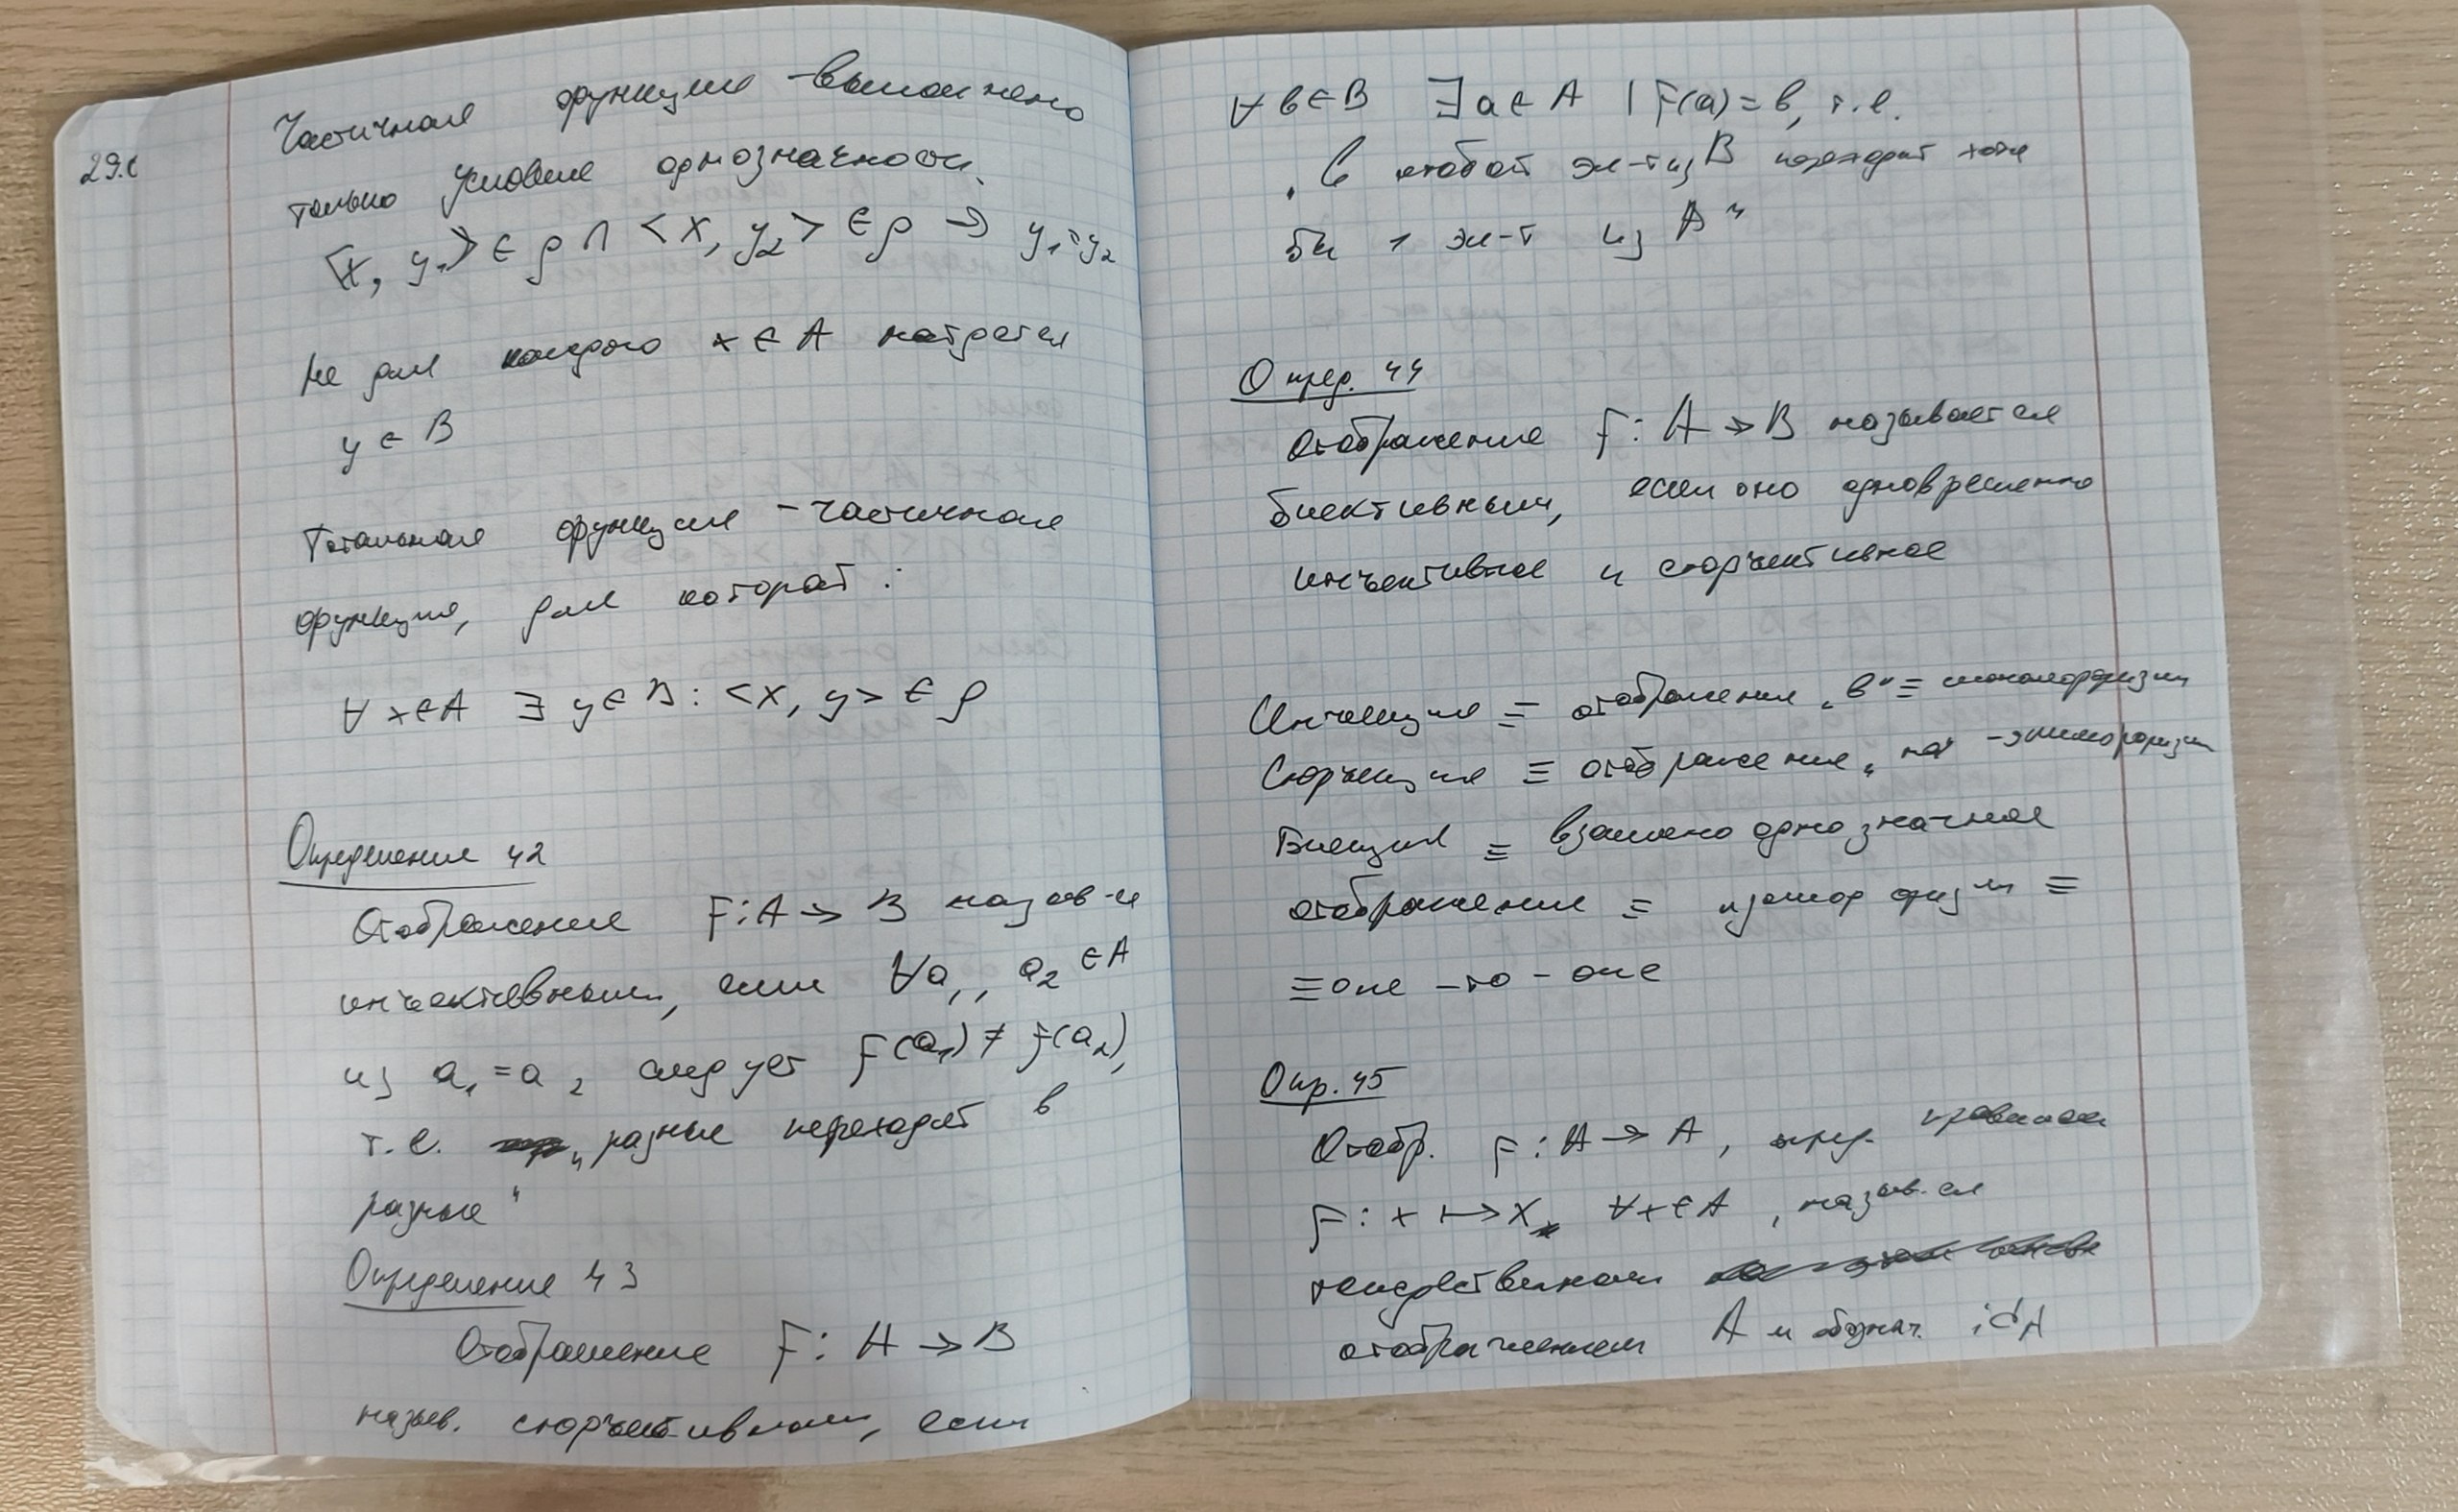 Частичная функция - выполнено
только условие однозначности.
<x, y₁> ∈ ρ ∩ <x, y₂> ∈ ρ → y₁ = y₂
Не для каждого x ∈ A найдется
y ∈ B
Тотальная функция - частичная
функция, для которой :
∀ x ∈ A ∃ y ∈ B : <x, y> ∈ ρ
Определение 42
Отображение F : A → B назыв-ся
инъективным, если ∀a₁, a₂ ∈ A
из a₁ = a₂ следует F(a₁) ≠ F(a₂),
т.е. „разные переходят в
разные“
Определение 43
Отображение F : A → B
назыв. сюръективным, если
∀ b ∈ B ∃ a ∈ A | F(a) = b, т.е.
„В любой эл-т из B переходит хотя
бы 1 эл-т из A“
Опред. 44
Отображение F : A → B называется
биективным, если оно одновременно
инъективное и сюръективное
Инъекция ≡ отображение „в“ ≡ мономорфизм
Сюръекция ≡ отображение „на“ - эпиморфизм
Биекция ≡ взаимно однозначное
отображение ≡ изоморфизм ≡
≡ one - to - one
Опр. 45
Отобр. F : A → A, опред. правилом
F : x ↦ x, ∀ x ∈ A, назыв.-ся
тождественным
отображением A и обознач. id_A